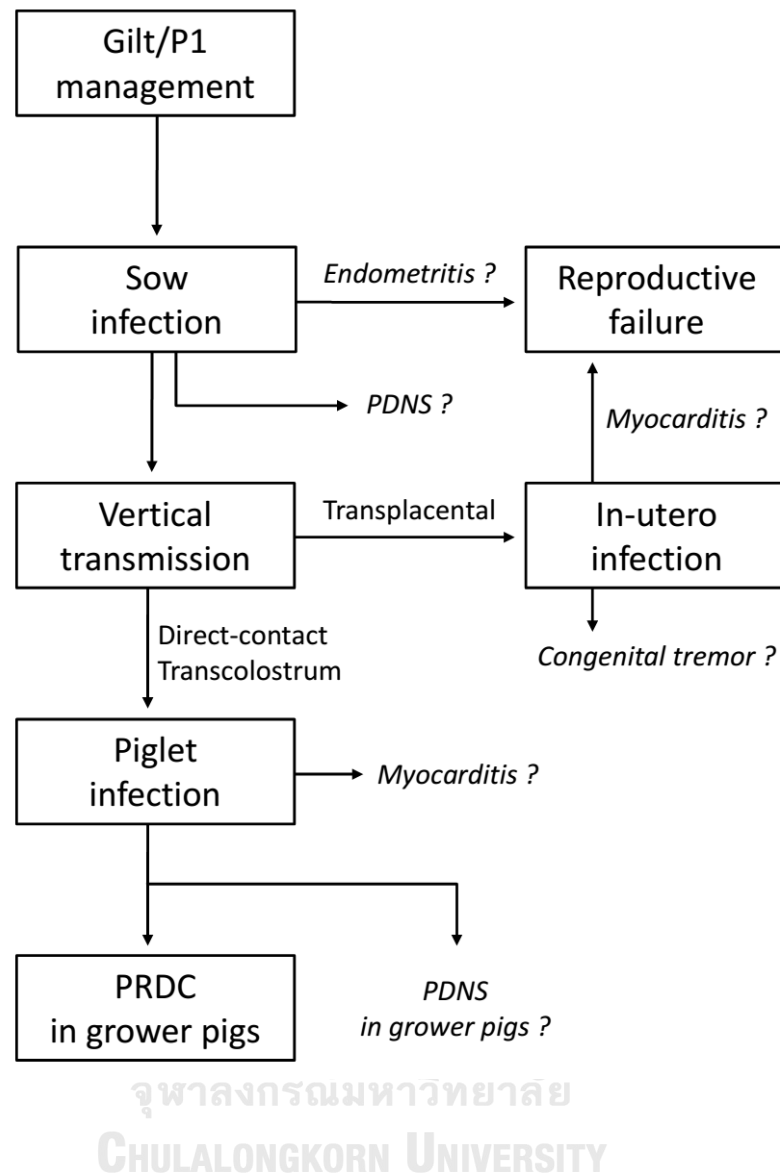 Gilt/P1
management
Sow
infection
Endometritis ?
Reproductive
failure
PDNS ?
Myocarditis ?
Vertical
transmission
Transplacental
In-utero
infection
Direct-contact
Transcolostrum
Congenital tremor ?
Piglet
infection
Myocarditis ?
PRDC
in grower pigs
PDNS
in grower pigs ?
จุฬาลงกรณ์มหาวิทยาลัย
CHULALONGKORN UNIVERSITY